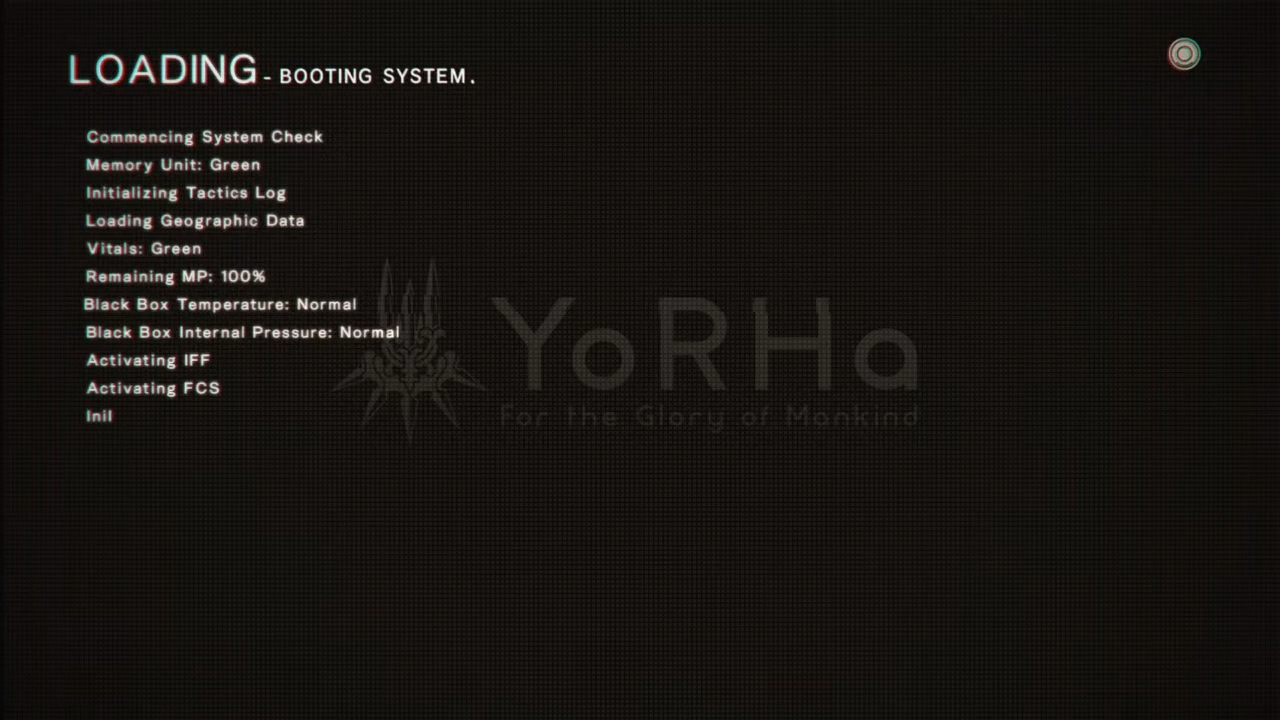 LOADING - BOOTING SYSTEM.
Commencing System Check
Memory Unit: Green
Initializing Tactics Log
Loading Geographic Data
Vitals: Green
Remaining MP: 100%
Black Box Temperature: Normal
Black Box Internal Pressure: Normal
Activating IFF
Activating FCS
Inil
YoRHa
For the Glory of Mankind